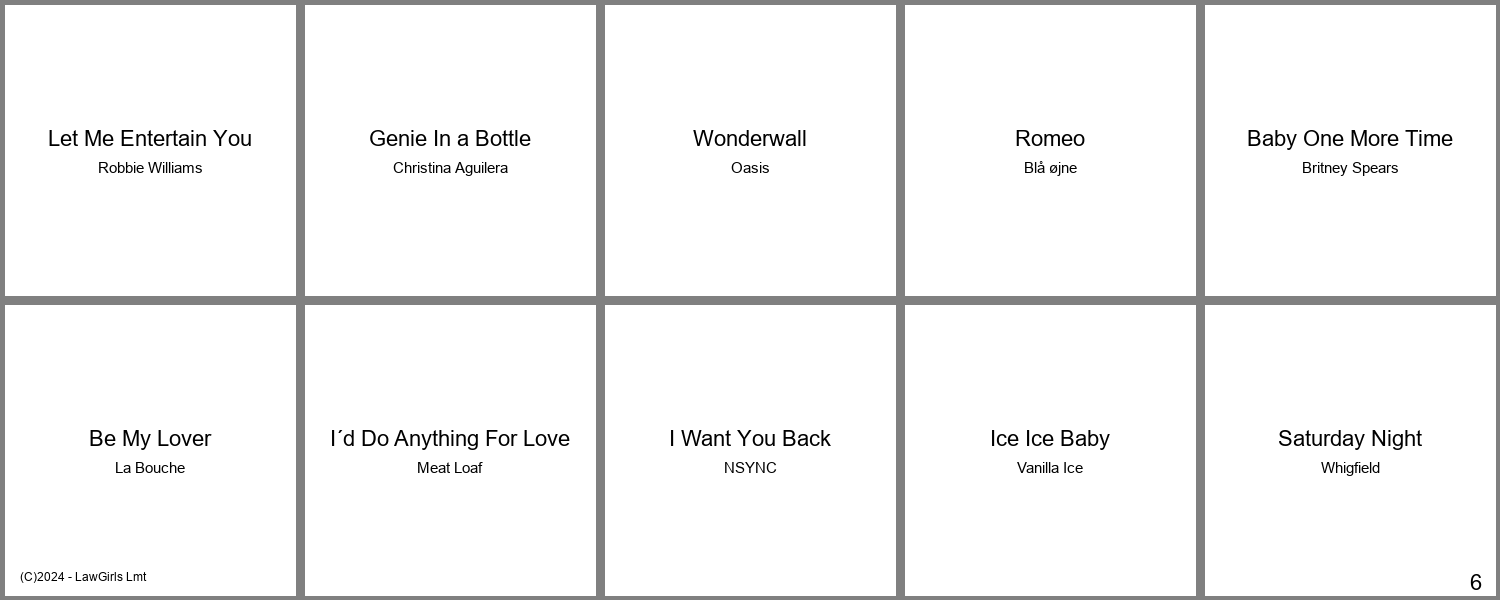 Let Me Entertain You
Robbie Williams
Genie In a Bottle
Christina Aguilera
Wonderwall
Oasis
Romeo
Blå øjne
Baby One More Time
Britney Spears
Be My Lover
La Bouche
I´d Do Anything For Love
Meat Loaf
I Want You Back
NSYNC
Ice Ice Baby
Vanilla Ice
Saturday Night
Whigfield
(C)2024 - LawGirls Lmt
6